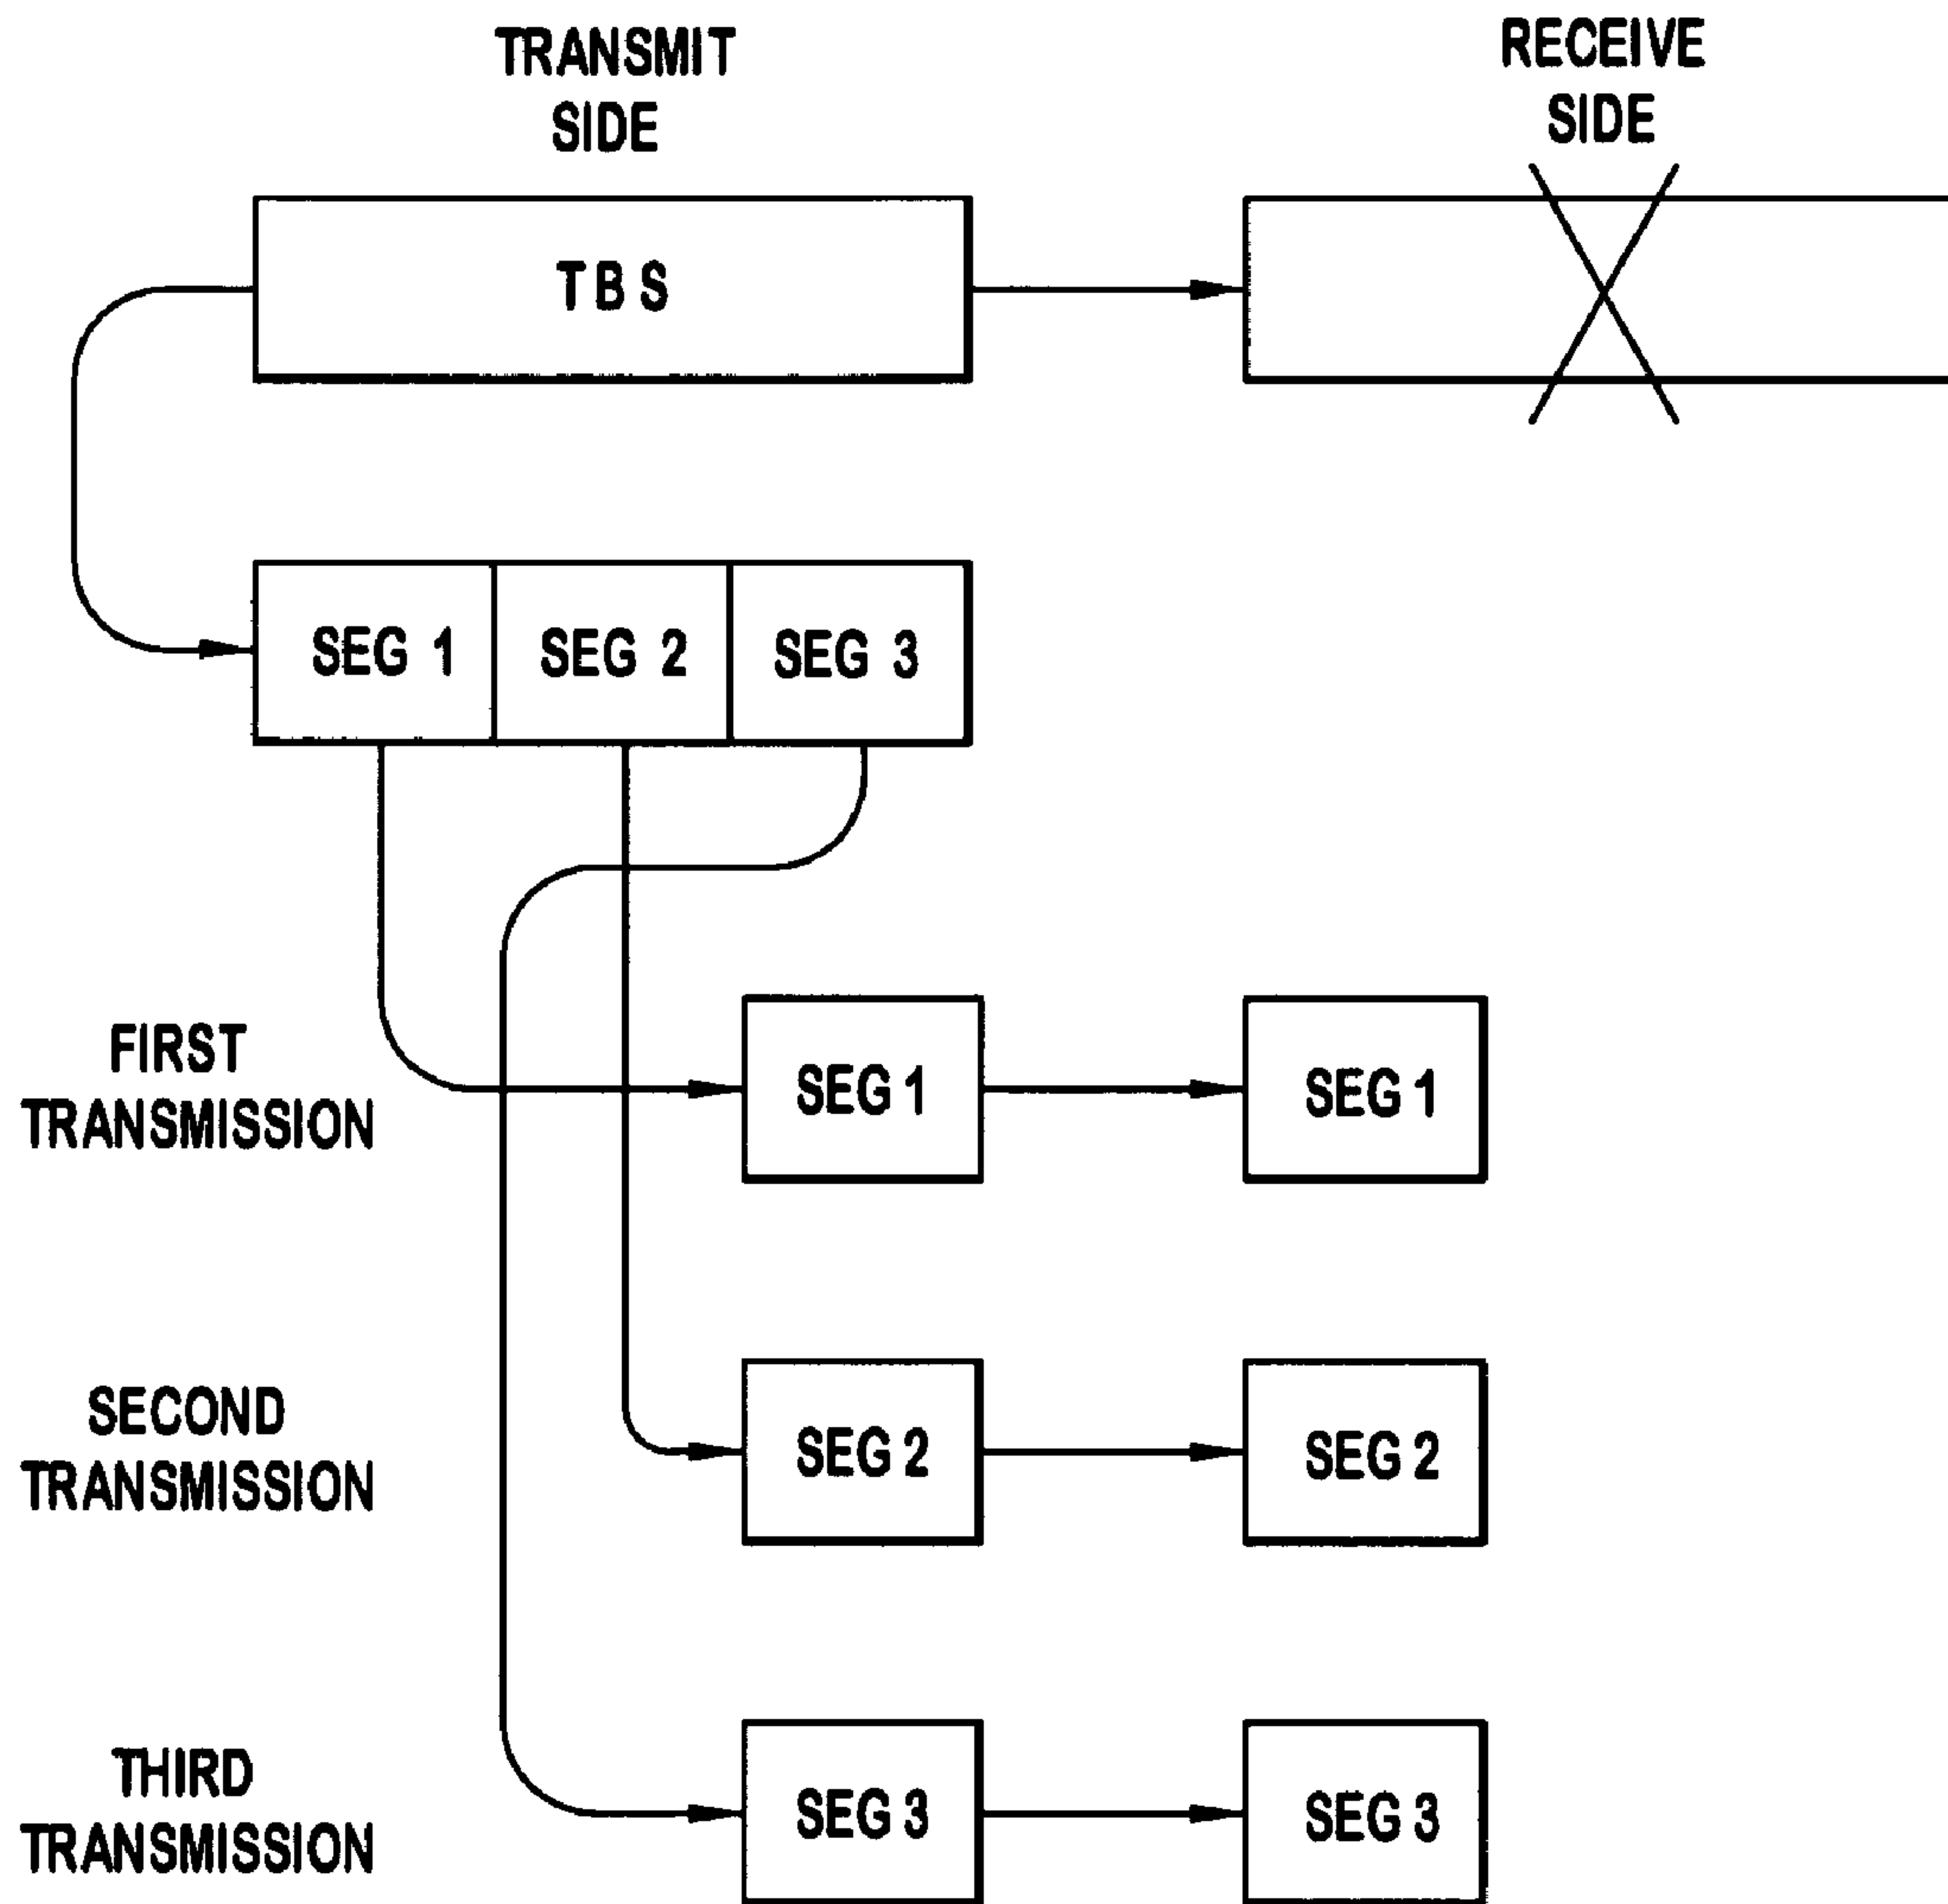 TRANSMIT
SIDE
RECEIVE
SIDE
TBS
SEG 1
SEG 2
SEG 3
FIRST
TRANSMISSION
SEG 1
SEG 1
SECOND
TRANSMISSION
SEG 2
SEG 2
THIRD
TRANSMISSION
SEG 3
SEG 3